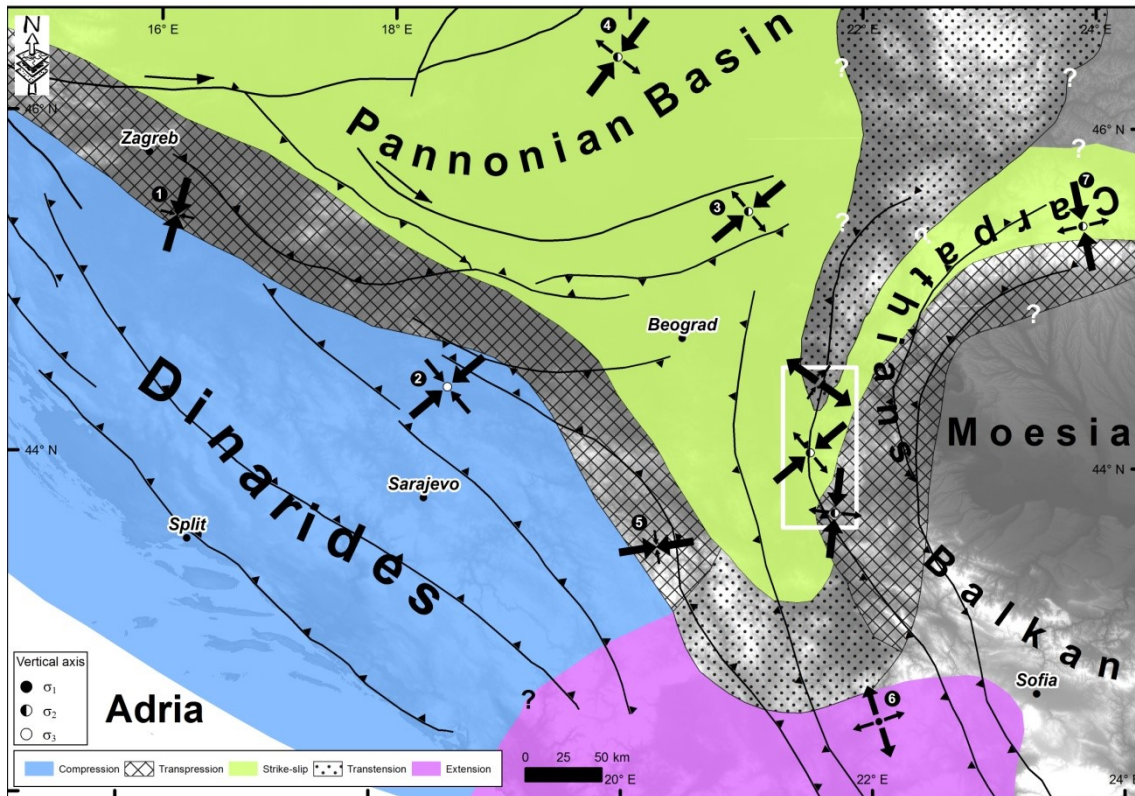 N
16° E
18° E
22° E
24° E
46° N
46° N
44° N
44° N
20° E
22° E
24° E
Zagreb
Pannonian Basin
Carpathians
Beograd
Dinarides
Sarajevo
Split
Moesia
Balkan
Sofia
Adria
1
2
3
4
5
6
7
?
?
?
?
?
?
?
?
Vertical axis
σ1
σ2
σ3
0 25 50 km
Compression Transpression Strike-slip Transtension Extension